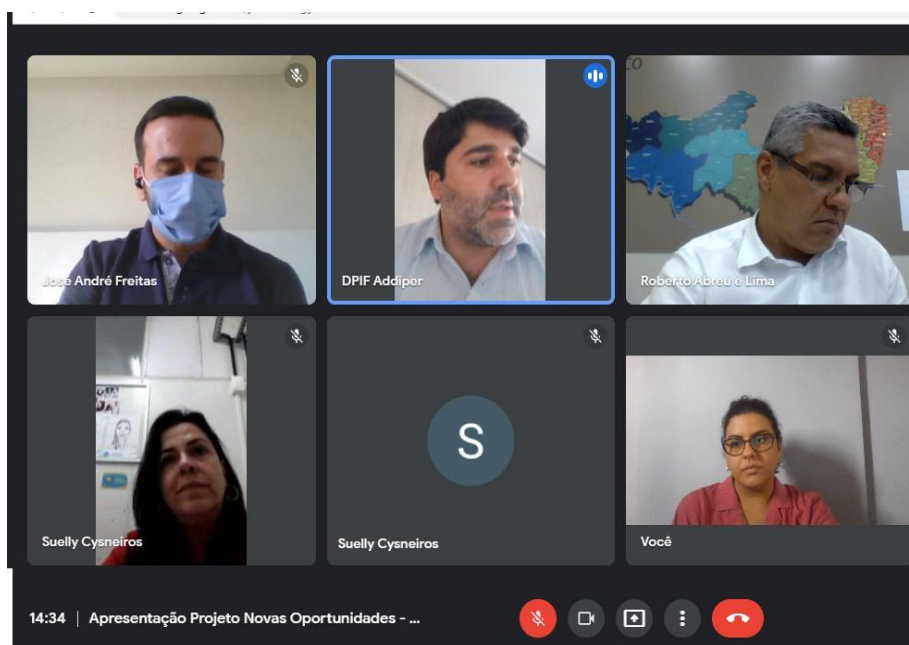 to
José André Freitas
DPIF Addiper
Roberto Abreu e Lima
Suelly Cysneiros
S
Suelly Cysneiros
Você
14:34 | Apresentação Projeto Novas Oportunidades - ...